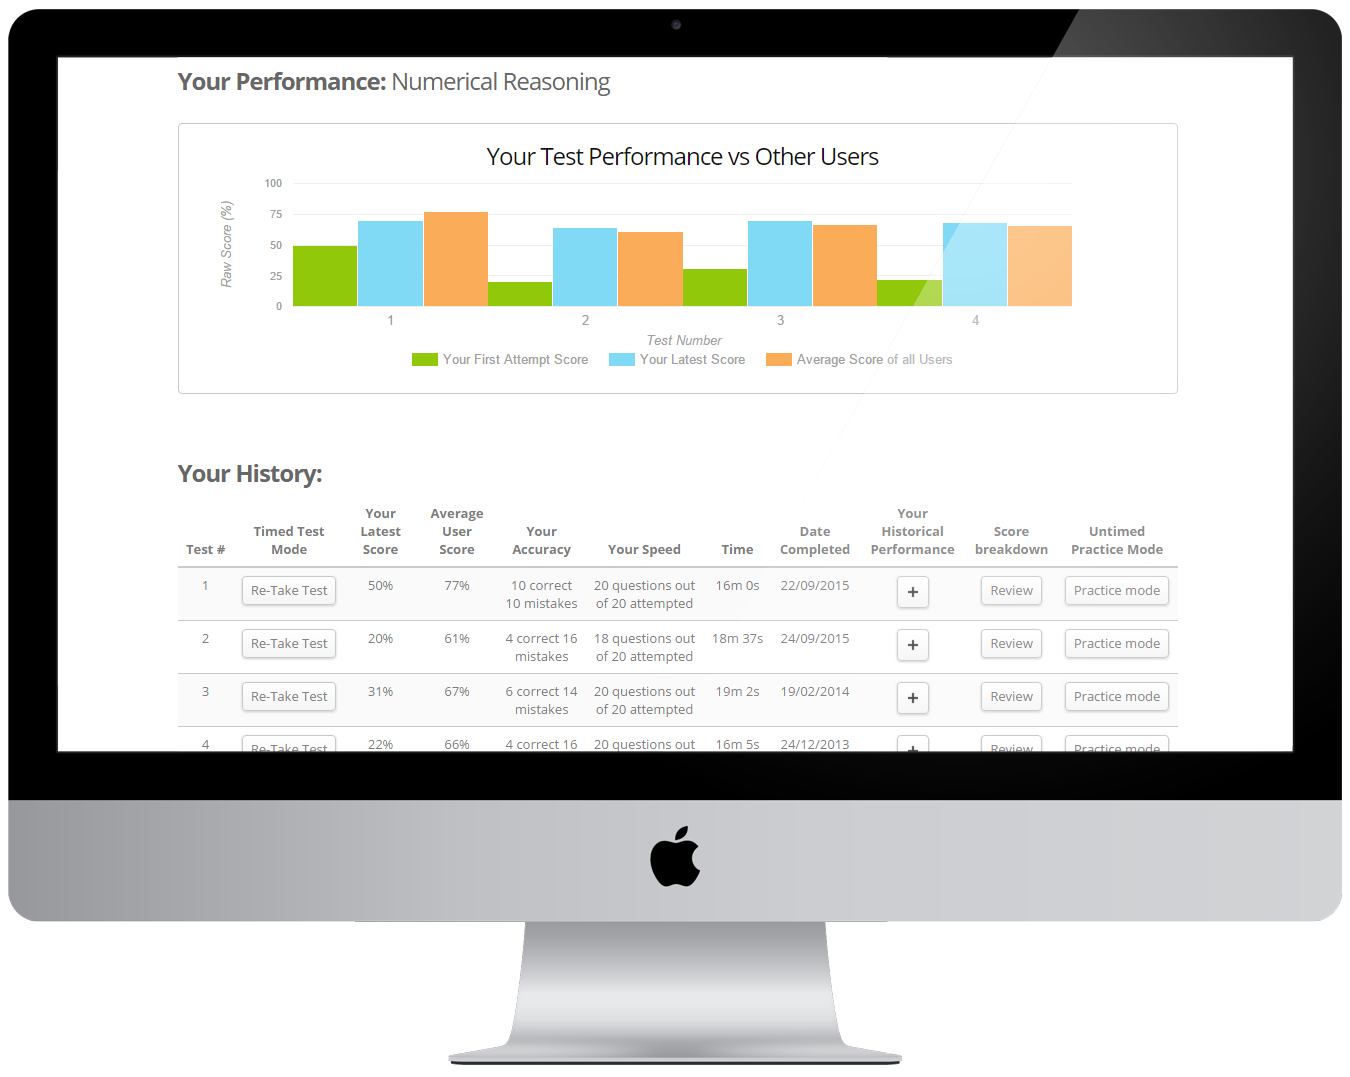 Your Performance: Numerical Reasoning
Your Test Performance vs Other Users
Raw Score (%)
100
75
50
25
0
1 2 3 4
Test Number
Your First Attempt Score Your Latest Score Average Score of all Users
Your History:
Test # Timed Test Mode Your Latest Score Average User Score Your Accuracy Your Speed Time Date Completed Your Historical Performance Score breakdown Untimed Practice Mode
1 Re-Take Test 50% 77% 10 correct 10 mistakes 20 questions out of 20 attempted 16m 0s 22/09/2015 + Review Practice mode
2 Re-Take Test 20% 61% 4 correct 16 mistakes 18 questions out of 20 attempted 18m 37s 24/09/2015 + Review Practice mode
3 Re-Take Test 31% 67% 6 correct 14 mistakes 20 questions out of 20 attempted 19m 2s 19/02/2014 + Review Practice mode
4 Re-Take Test 22% 66% 4 correct 16 20 questions out 16m 5s 24/12/2013 + Review Practice mode